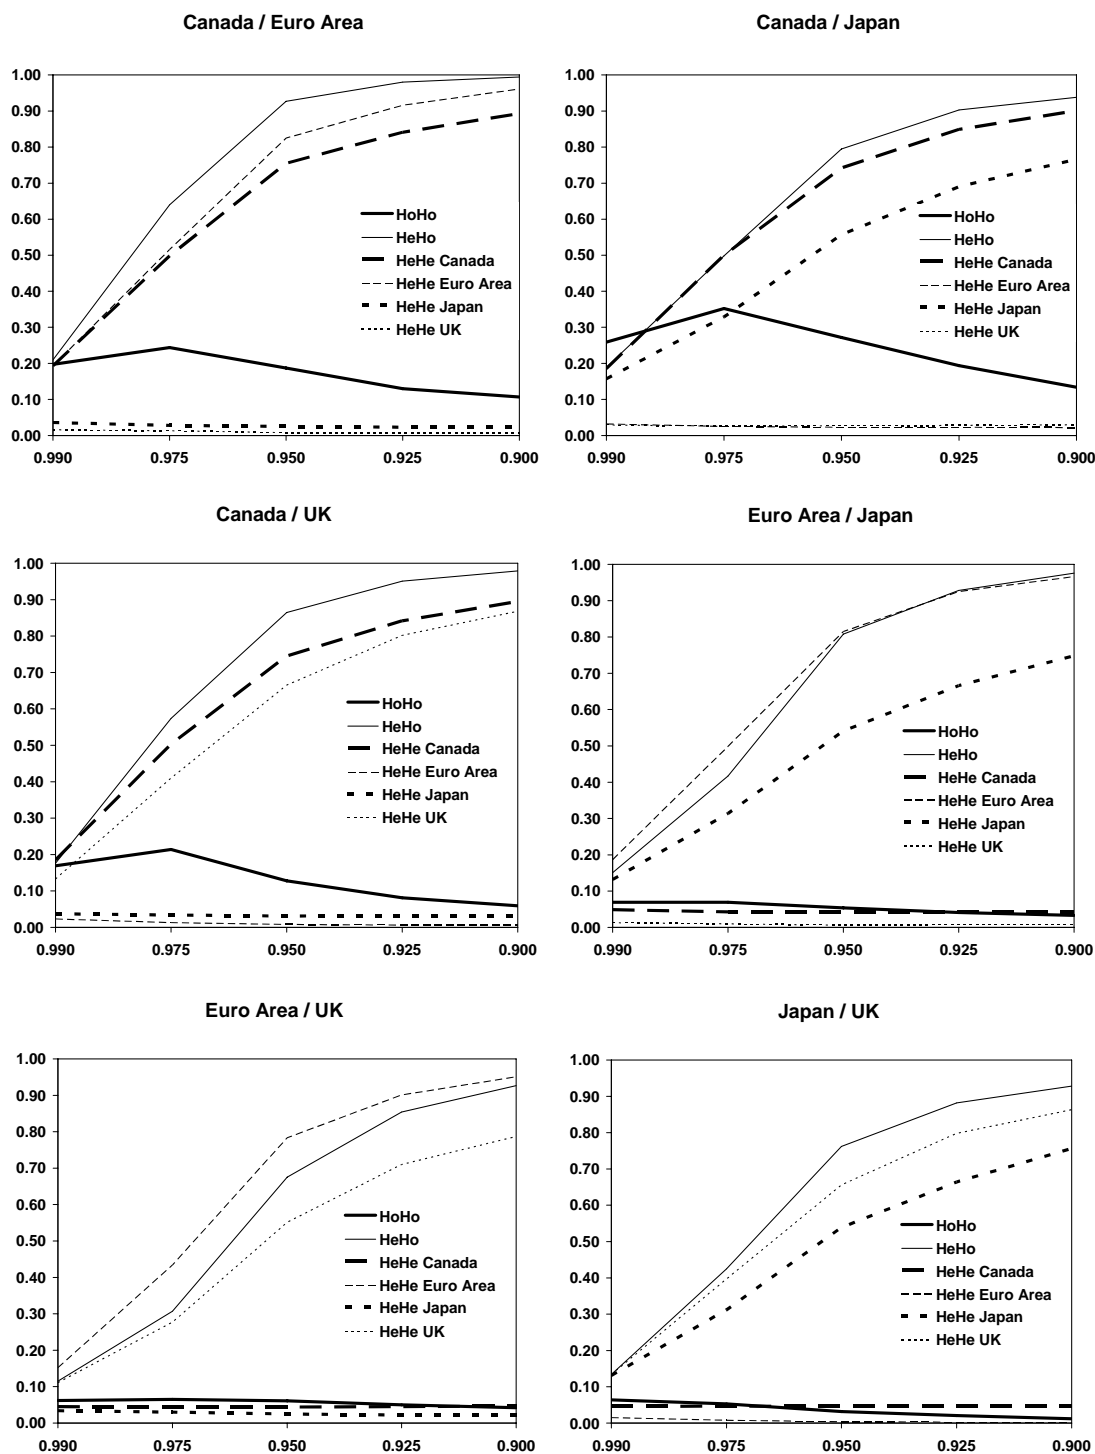 Canada / Euro Area
1.00
0.90
0.80
0.70
0.60
0.50
0.40
0.30
0.20
0.10
0.00
0.990 0.975 0.950 0.925 0.900
HoHo
HeHo
HeHe Canada
HeHe Euro Area
HeHe Japan
HeHe UK
Canada / Japan
1.00
0.90
0.80
0.70
0.60
0.50
0.40
0.30
0.20
0.10
0.00
0.990 0.975 0.950 0.925 0.900
HoHo
HeHo
HeHe Canada
HeHe Euro Area
HeHe Japan
HeHe UK
Canada / UK
1.00
0.90
0.80
0.70
0.60
0.50
0.40
0.30
0.20
0.10
0.00
0.990 0.975 0.950 0.925 0.900
HoHo
HeHo
HeHe Canada
HeHe Euro Area
HeHe Japan
HeHe UK
Euro Area / Japan
1.00
0.90
0.80
0.70
0.60
0.50
0.40
0.30
0.20
0.10
0.00
0.990 0.975 0.950 0.925 0.900
HoHo
HeHo
HeHe Canada
HeHe Euro Area
HeHe Japan
HeHe UK
Euro Area / UK
1.00
0.90
0.80
0.70
0.60
0.50
0.40
0.30
0.20
0.10
0.00
0.990 0.975 0.950 0.925 0.900
HoHo
HeHo
HeHe Canada
HeHe Euro Area
HeHe Japan
HeHe UK
Japan / UK
1.00
0.90
0.80
0.70
0.60
0.50
0.40
0.30
0.20
0.10
0.00
0.990 0.975 0.950 0.925 0.900
HoHo
HeHo
HeHe Canada
HeHe Euro Area
HeHe Japan
HeHe UK